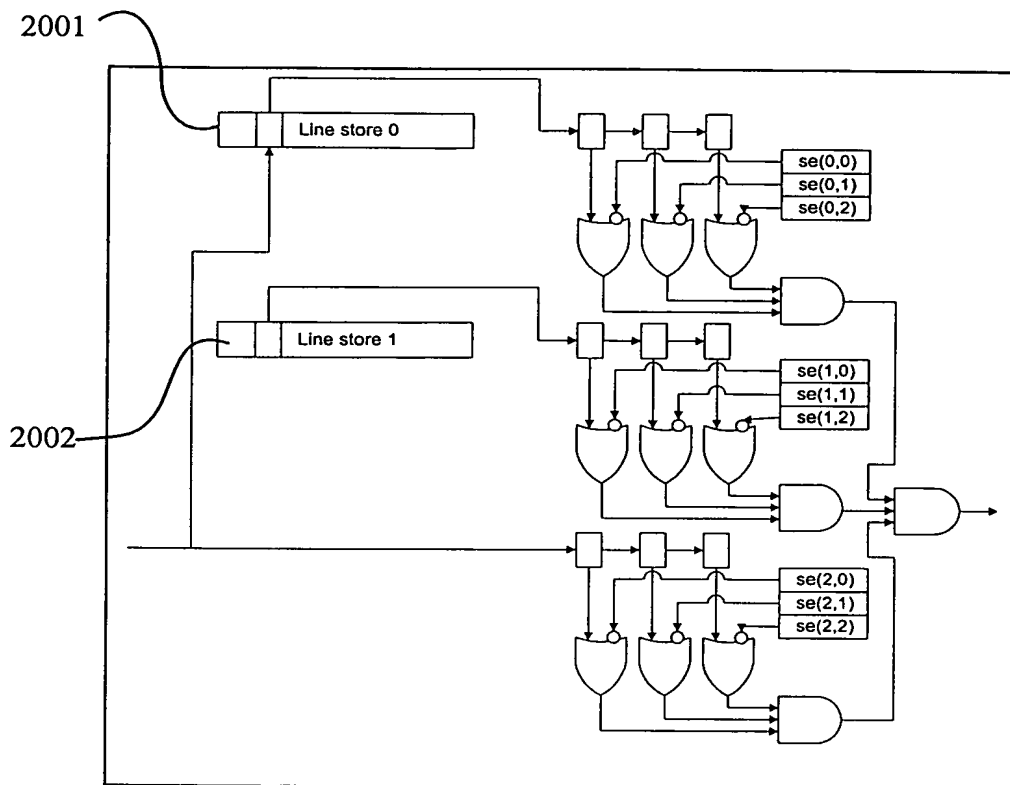 2001
Line store 0
se(0,0)
se(0,1)
se(0,2)
Line store 1
se(1,0)
se(1,1)
se(1,2)
2002
se(2,0)
se(2,1)
se(2,2)